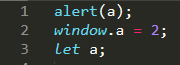 1 alert(a);
2 window.a = 2;
3 let a;